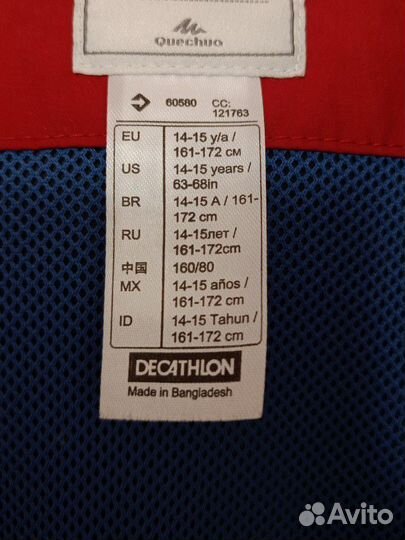 Quechua
60580 CC:
121763
EU 14-15 y/a /
161-172 см
US 14-15 years /
63-68in
BR 14-15 A / 161-
172 cm
RU 14-15лет /
161-172cm
中国 160/80
MX 14-15 años /
161-172 cm
ID 14-15 Tahun /
161-172 cm
DECATHLON
Made in Bangladesh
Avito